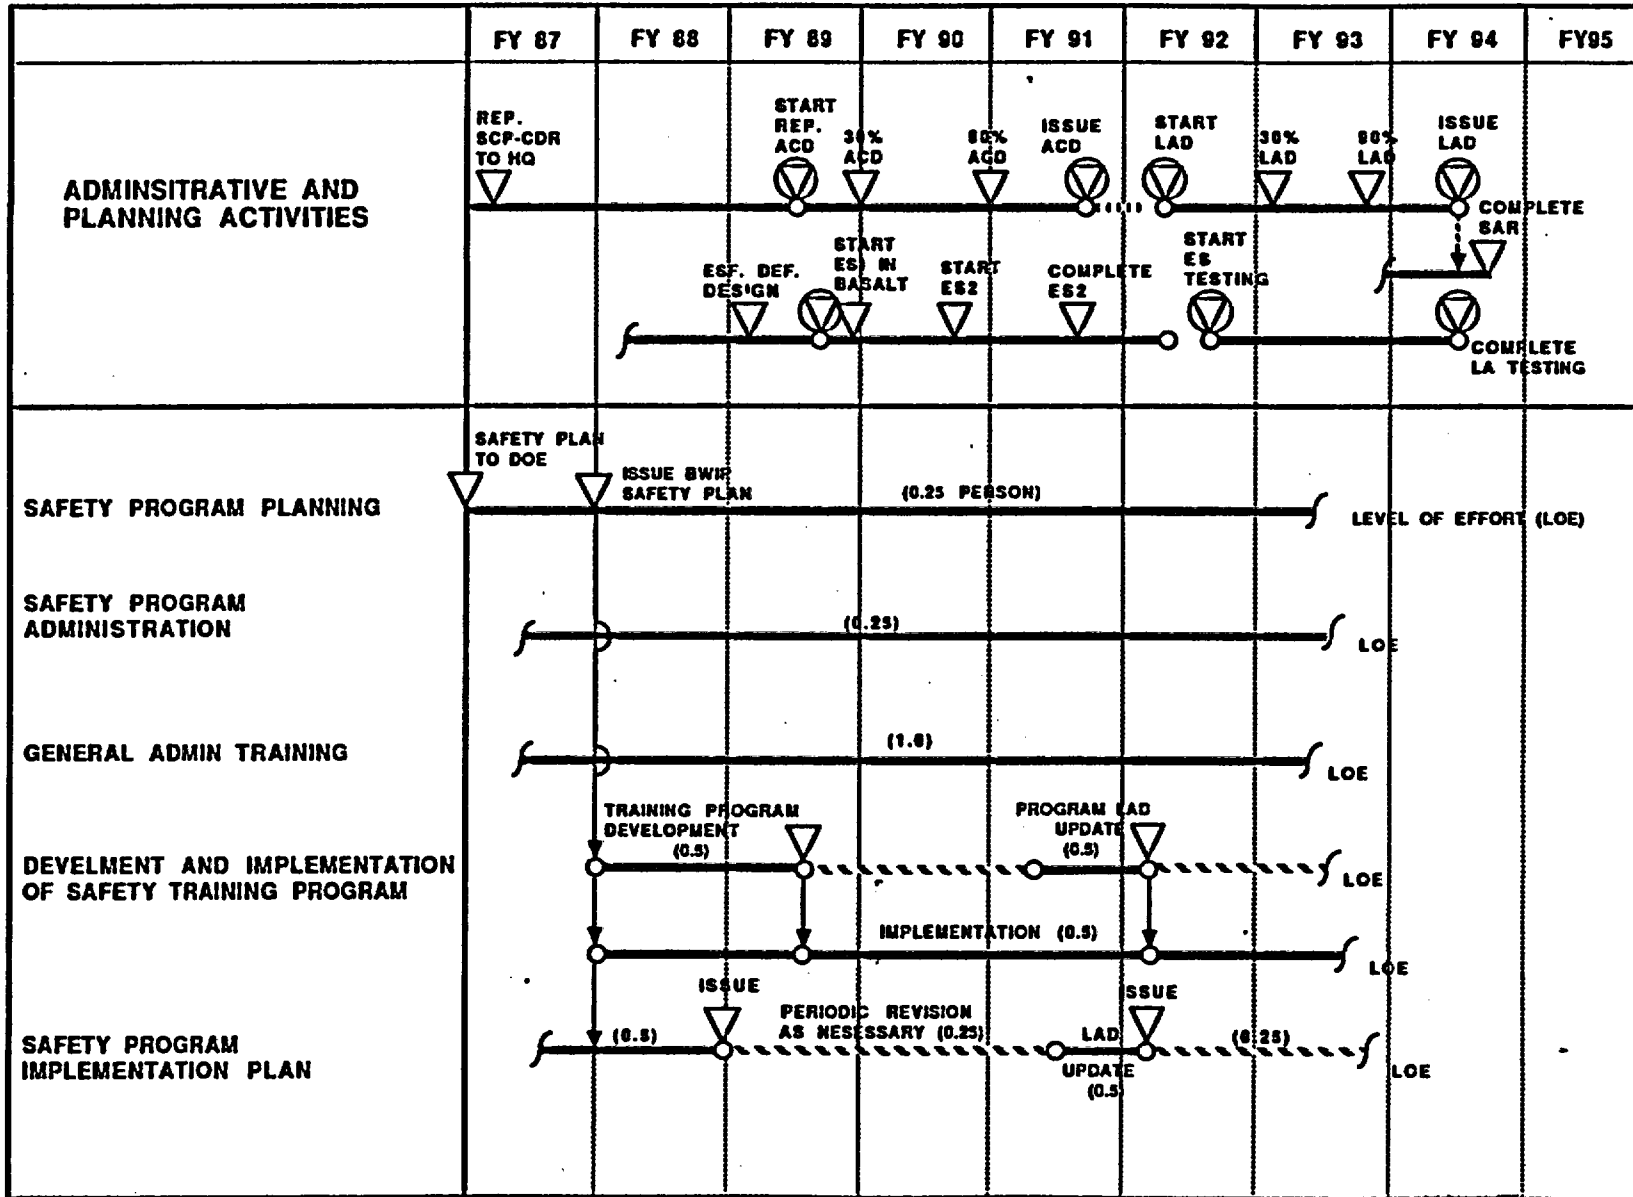 FY 87 FY 88 FY 89 FY 90 FY 91 FY 92 FY 93 FY 94 FY95
ADMINSITRATIVE AND
PLANNING ACTIVITIES
REP.
SCP-CDR
TO HQ
START
REP.
ACD
30%
ACD
60%
ACD
ISSUE
ACD
START
LAD
30%
LAD
90%
LAD
ISSUE
LAD
COMPLETE
SAR
ESF. DEF.
DESIGN
START
ES1 IN
BASALT
START
ES2
COMPLETE
ES2
START
ES
TESTING
COMPLETE
LA TESTING
SAFETY PROGRAM PLANNING
SAFETY PLAN
TO DOE
ISSUE BWIP
SAFETY PLAN
(0.25 PERSON)
LEVEL OF EFFORT (LOE)
SAFETY PROGRAM
ADMINISTRATION
(0.25)
LOE
GENERAL ADMIN TRAINING
(1.0)
LOE
DEVELMENT AND IMPLEMENTATION
OF SAFETY TRAINING PROGRAM
TRAINING PROGRAM
DEVELOPMENT
(0.5)
PROGRAM LAD
UPDATE
(0.5)
LOE
IMPLEMENTATION (0.5)
LOE
SAFETY PROGRAM
IMPLEMENTATION PLAN
(0.5)
ISSUE
PERIODIC REVISION
AS NESESSARY (0.25)
LAD
UPDATE
(0.5)
ISSUE
(0.25)
LOE